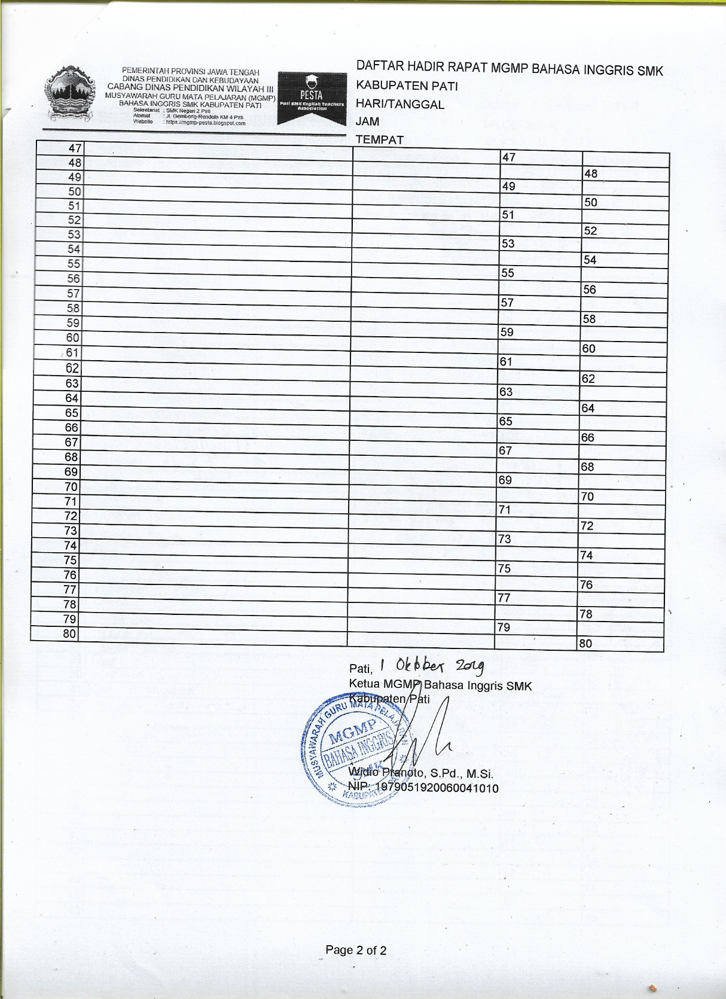 PEMERINTAH PROVINSI JAWA TENGAH
DINAS PENDIDIKAN DAN KEBUDAYAAN
CABANG DINAS PENDIDIKAN WILAYAH III
MUSYAWARAH GURU MATA PELAJARAN (MGMP)
BAHASA INGGRIS SMK KABUPATEN PATI
Sekretariat : SMK Negeri 2 Pati
Alamat : Jl. Gembong-Rendole KM 4 Pati
Website : https://mgmp-pesta.blogspot.com
PESTA
Pati SMK English Teachers
Association
DAFTAR HADIR RAPAT MGMP BAHASA INGGRIS SMK
KABUPATEN PATI
HARI/TANGGAL
JAM
TEMPAT
47 47
48 48
49 49
50 50
51 51
52 52
53 53
54 54
55 55
56 56
57 57
58 58
59 59
60 60
61 61
62 62
63 63
64 64
65 65
66 66
67 67
68 68
69 69
70 70
71 71
72 72
73 73
74 74
75 75
76 76
77 77
78 78
79 79
80 80
Pati, 1 Oktober 2019
Ketua MGMP Bahasa Inggris SMK
Kabupaten Pati
MUSYAWARAH GURU MATA PELAJARAN
MGMP
BAHASA INGGRIS
SMK
KABUPATEN PATI
Widio Pranoto, S.Pd., M.Si.
NIP: 1979051920060041010
Page 2 of 2